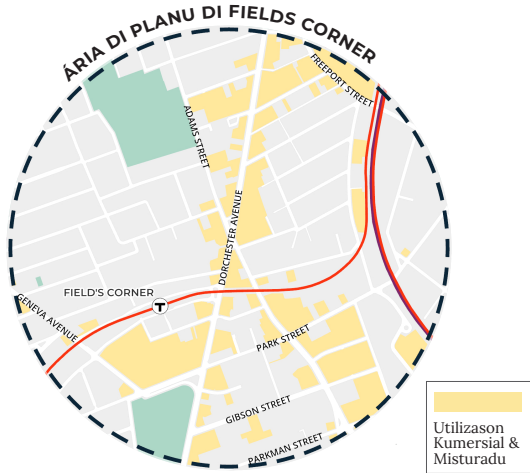 ÁRIA DI PLANU DI FIELDS CORNER
FREEPORT STREET
ADAMS STREET
DORCHESTER AVENUE
FIELD'S CORNER
T
GENEVA AVENUE
PARK STREET
GIBSON STREET
PARKMAN STREET
Utilizason
Kumersial &
Misturadu